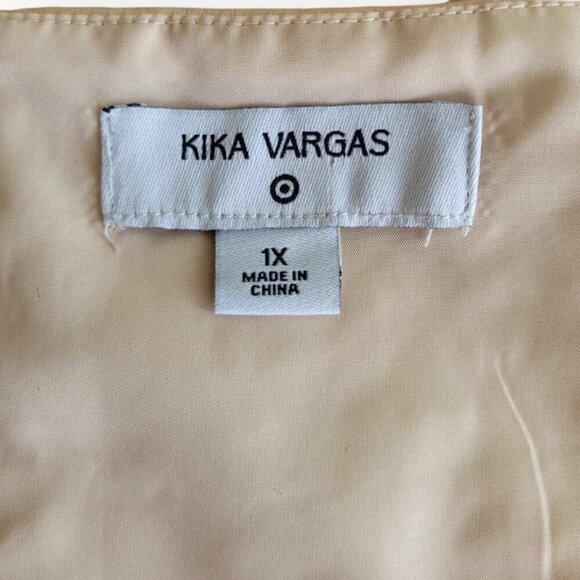 KIKA VARGAS
1X
MADE IN
CHINA